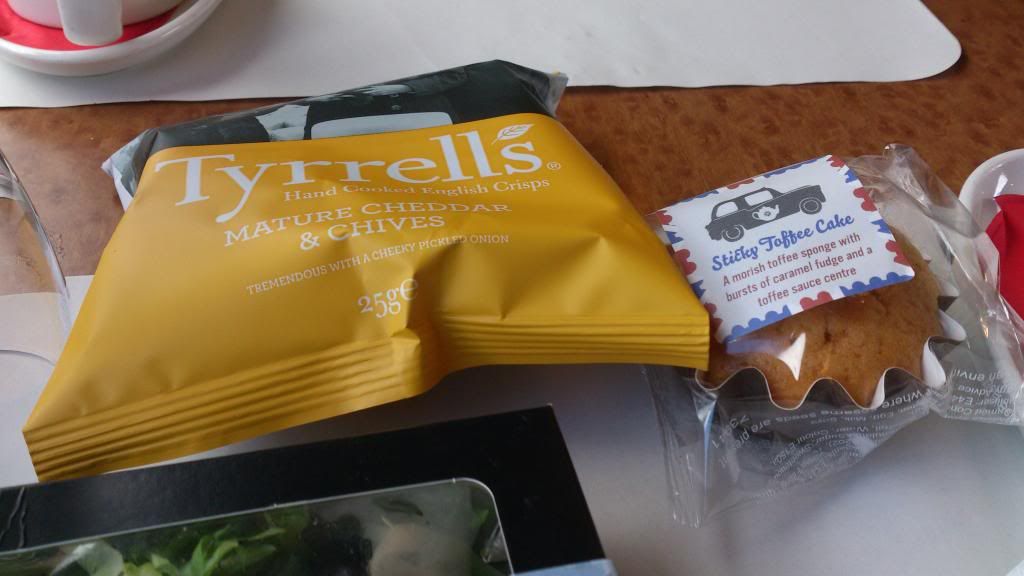 Tyrrells®
Hand Cooked English Crisps
MATURE CHEDDAR
& CHIVES
TREMENDOUS WITH A CHEEKY PICKLED ONION
25g e
Sticky Toffee Cake
A morish toffee sponge with
bursts of caramel fudge and a
toffee sauce centre